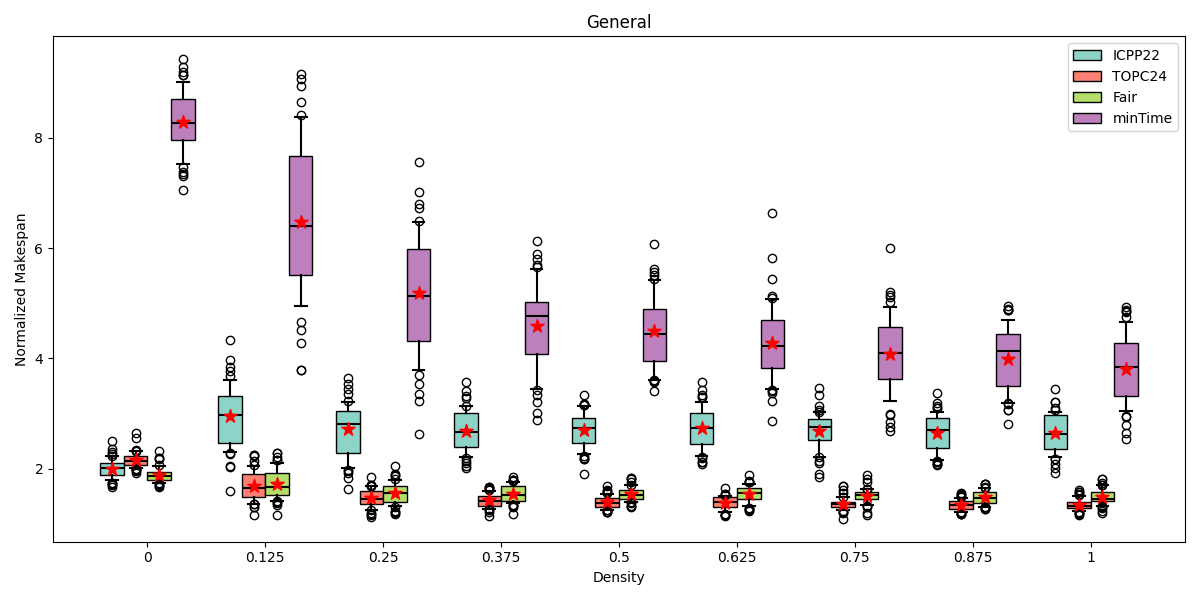 General
ICPP22
TOPC24
Fair
minTime
Normalized Makespan
8
6
4
2
0 0.125 0.25 0.375 0.5 0.625 0.75 0.875 1
Density